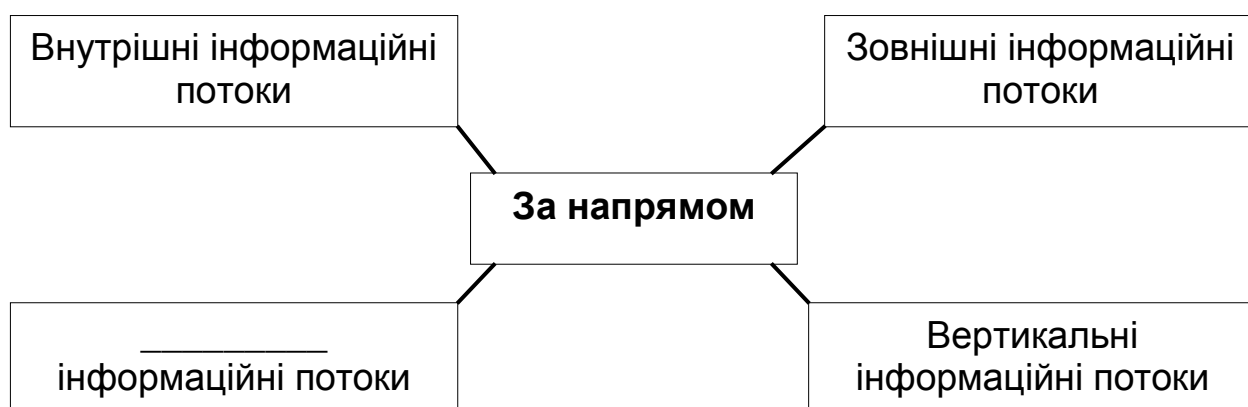 Внутрішні інформаційні
потоки
Зовнішні інформаційні
потоки
За напрямом
_________
інформаційні потоки
Вертикальні
інформаційні потоки